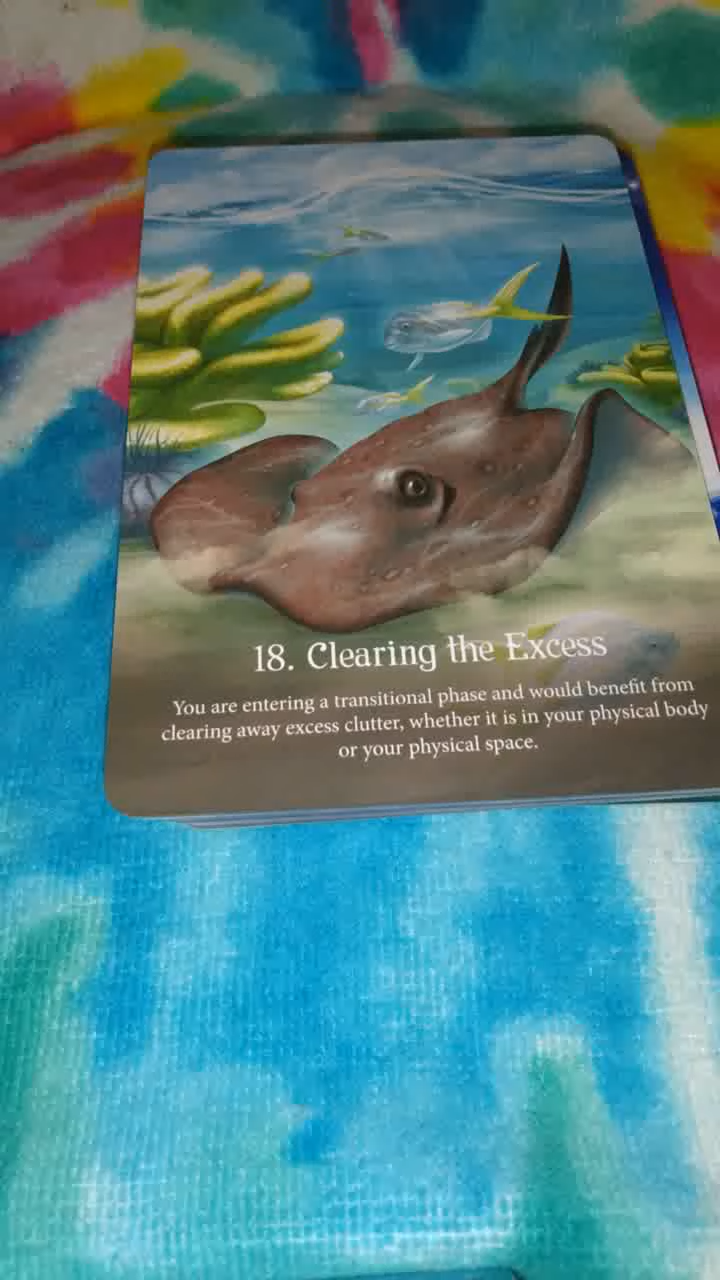 18. Clearing the Excess
You are entering a transitional phase and would benefit from
clearing away excess clutter, whether it is in your physical body
or your physical space.